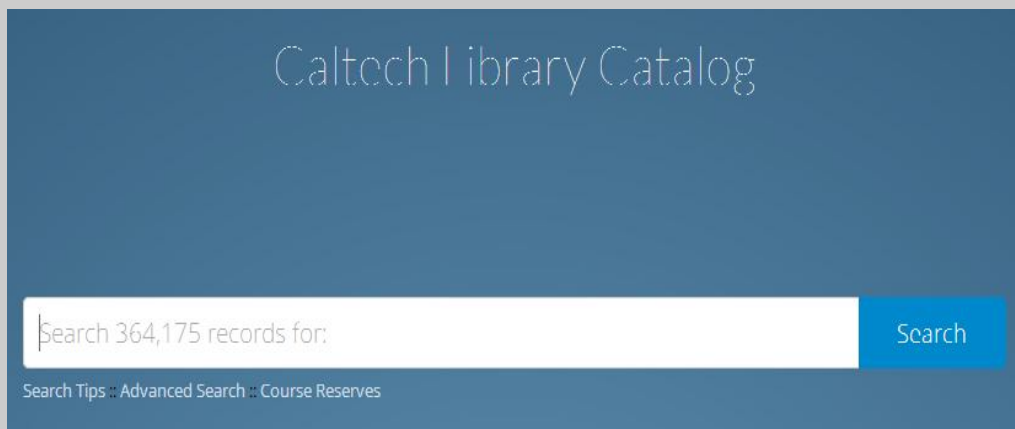 Caltech Library Catalog
Search 364,175 records for:
Search
Search Tips :: Advanced Search :: Course Reserves